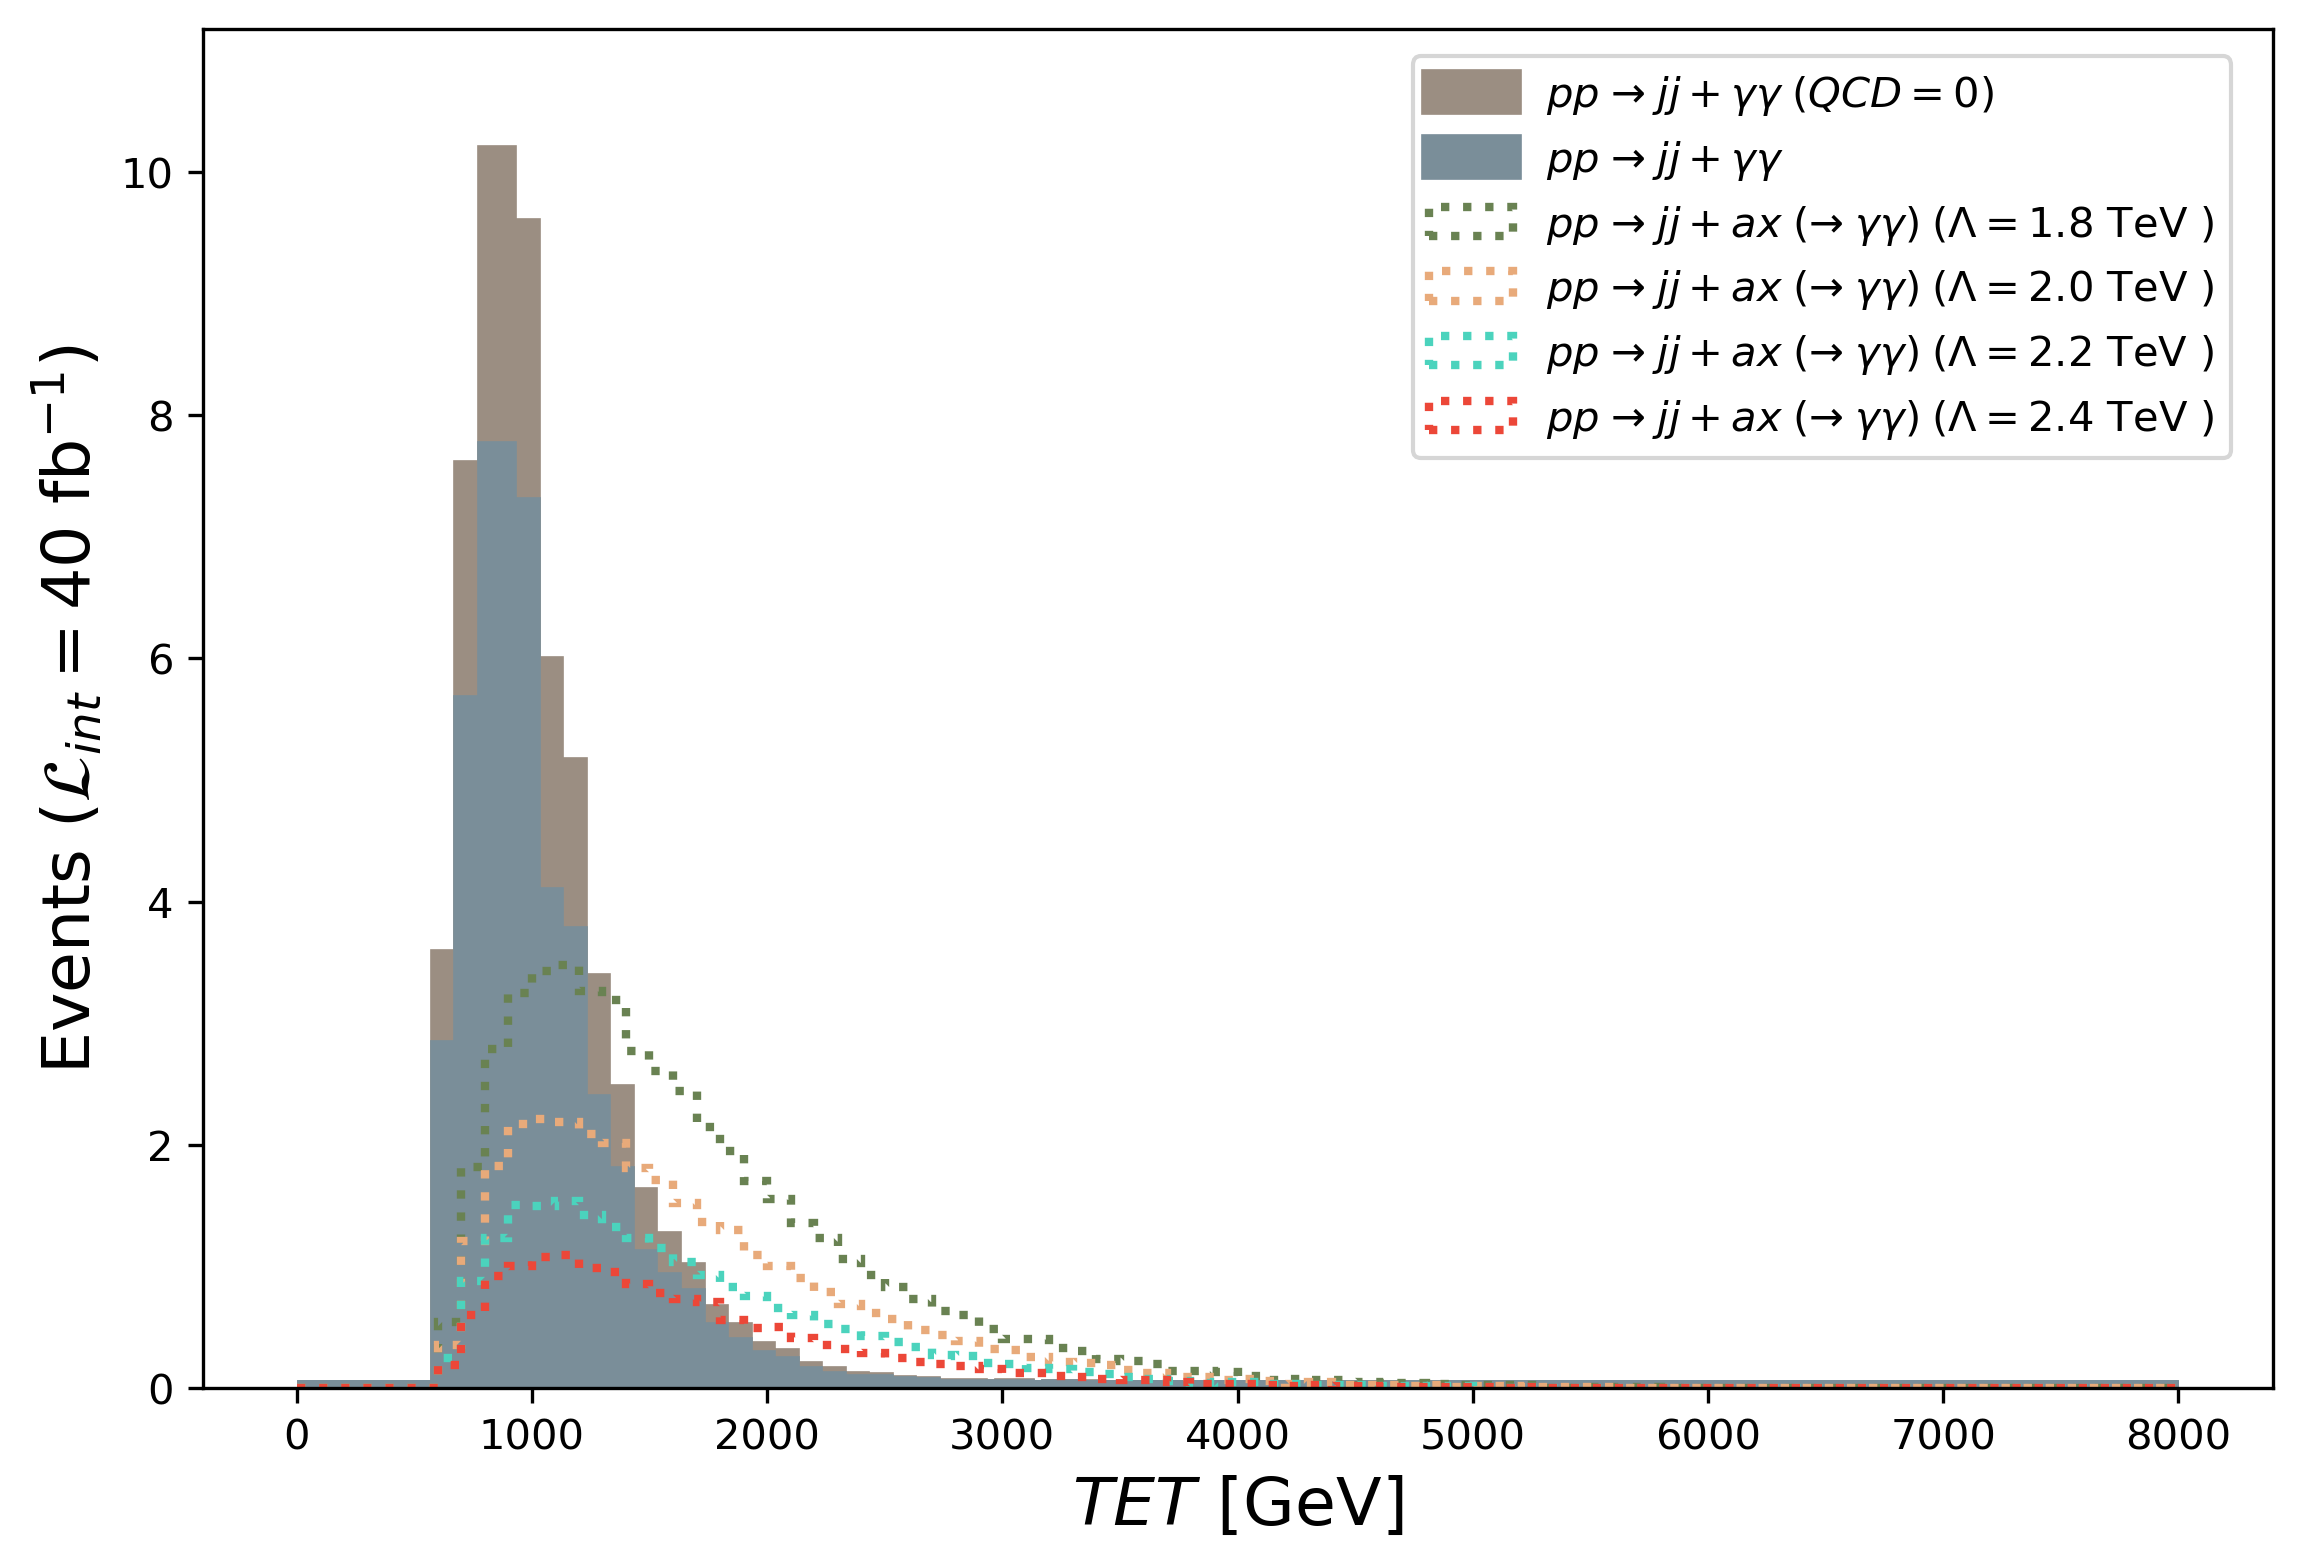 pp → jj + γγ (QCD = 0)
pp → jj + γγ
pp → jj + ax (→ γγ) (Λ = 1.8 TeV )
pp → jj + ax (→ γγ) (Λ = 2.0 TeV )
pp → jj + ax (→ γγ) (Λ = 2.2 TeV )
pp → jj + ax (→ γγ) (Λ = 2.4 TeV )
Events (ℒ_int = 40 fb⁻¹)
10
8
6
4
2
0
0 1000 2000 3000 4000 5000 6000 7000 8000
TET [GeV]